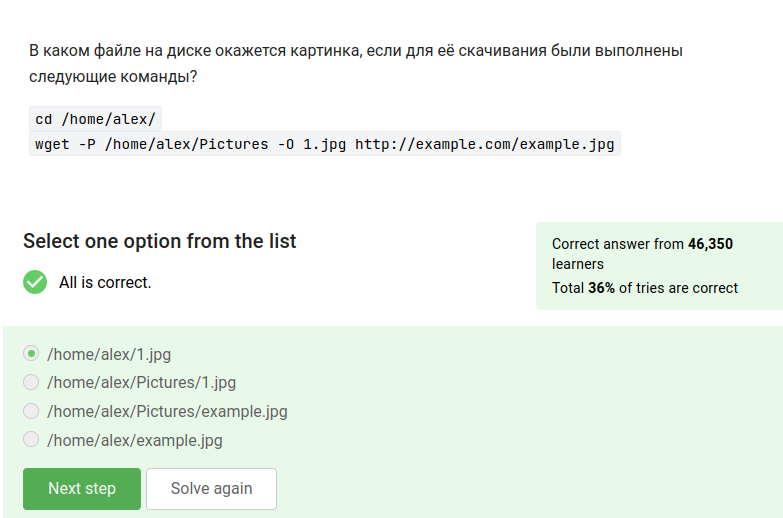 В каком файле на диске окажется картинка, если для её скачивания были выполнены
следующие команды?
cd /home/alex/
wget -P /home/alex/Pictures -O 1.jpg http://example.com/example.jpg
Select one option from the list
All is correct.
Correct answer from 46,350
learners
Total 36% of tries are correct
/home/alex/1.jpg
/home/alex/Pictures/1.jpg
/home/alex/Pictures/example.jpg
/home/alex/example.jpg
Next step
Solve again